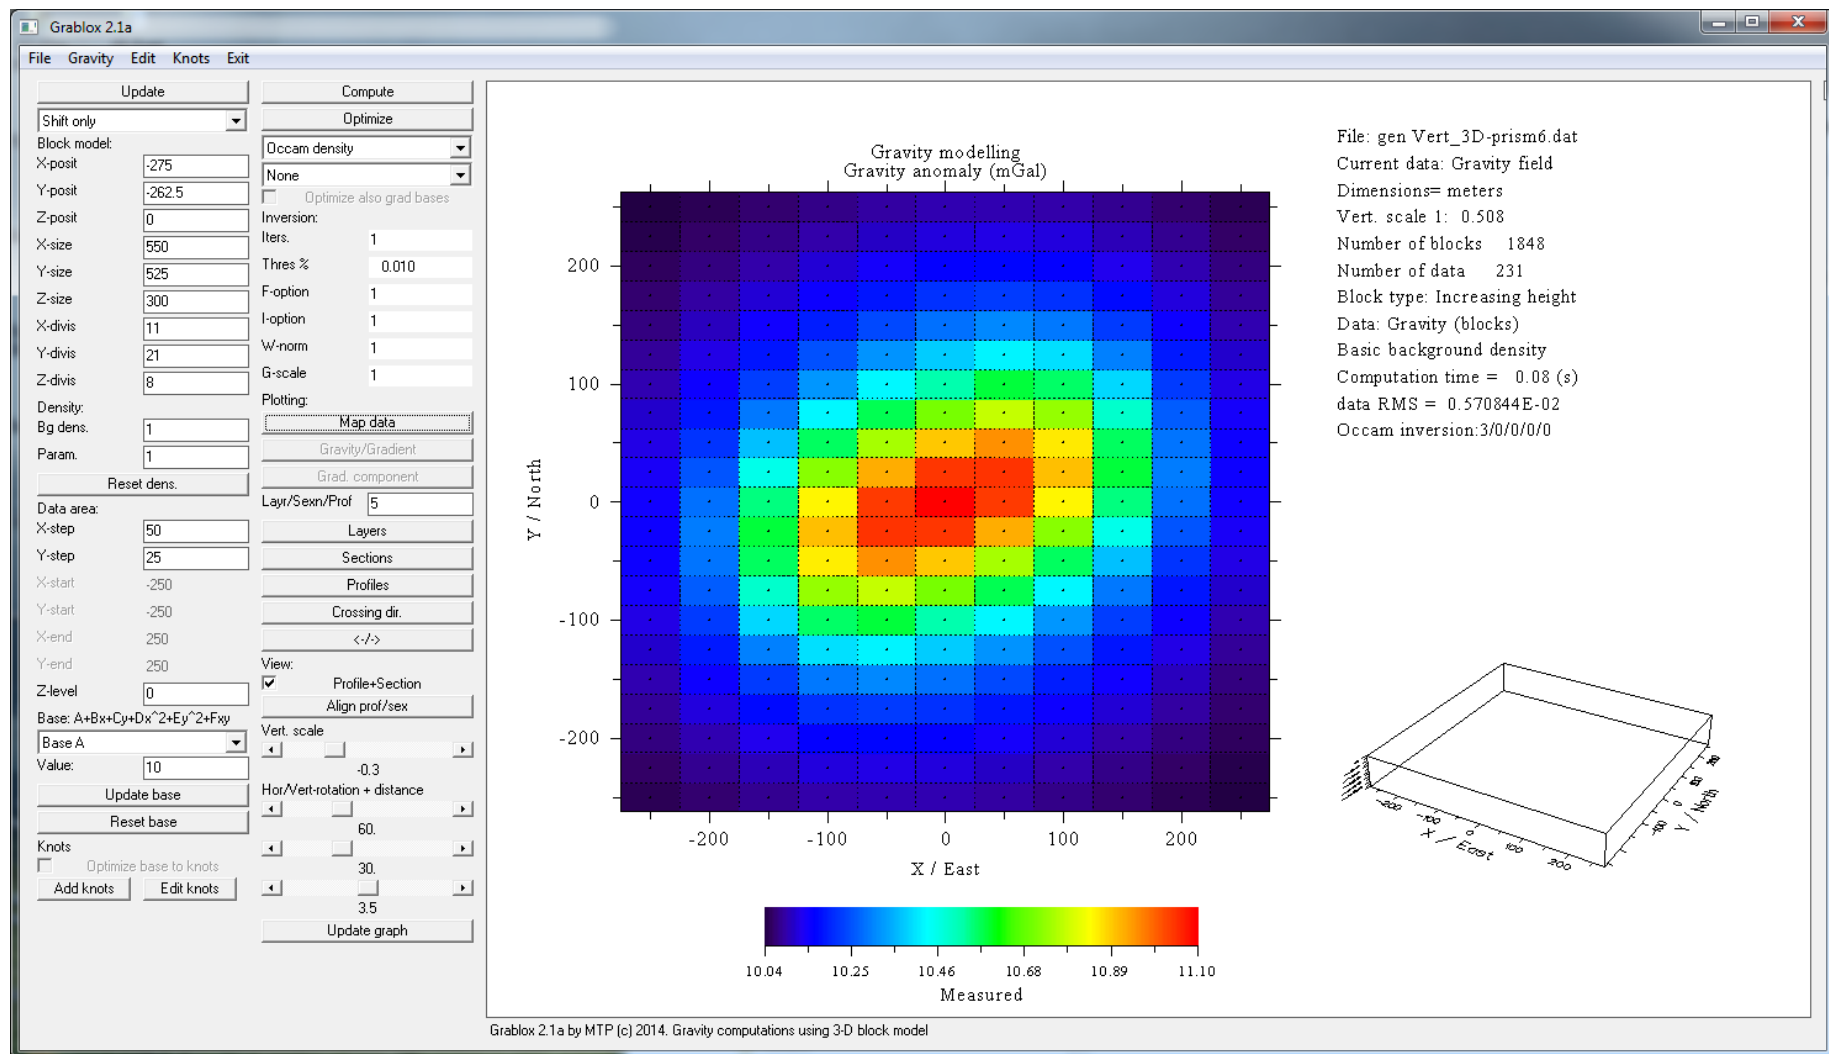 Grablox 2.1a
File Gravity Edit Knots Exit
Update
Shift only
Block model:
X-posit -275
Y-posit -262.5
Z-posit 0
X-size 550
Y-size 525
Z-size 300
X-divis 11
Y-divis 21
Z-divis 8
Density:
Bg dens. 1
Param. 1
Reset dens.
Data area:
X-step 50
Y-step 25
X-start -250
Y-start -250
X-end 250
Y-end 250
Z-level 0
Base: A+Bx+Cy+Dx^2+Ey^2+Fxy
Base A
Value: 10
Update base
Reset base
Knots
Optimize base to knots
Add knots Edit knots
Compute
Optimize
Occam density
None
Optimize also grad bases
Inversion:
Iters. 1
Thres % 0.010
F-option 1
I-option 1
W-norm 1
G-scale 1
Plotting:
Map data
Gravity/Gradient
Grad. component
Layr/Sexn/Prof 5
Layers
Sections
Profiles
Crossing dir.
<-/->
View:
Profile+Section
Align prof/sex
Vert. scale
-0.3
Hor/Vert-rotation + distance
60.
30.
3.5
Update graph
Gravity modelling
Gravity anomaly (mGal)
200
100
0
-100
-200
Y / North
-200 -100 0 100 200
X / East
10.04 10.25 10.46 10.68 10.89 11.10
Measured
File: gen Vert_3D-prism6.dat
Current data: Gravity field
Dimensions= meters
Vert. scale 1: 0.508
Number of blocks 1848
Number of data 231
Block type: Increasing height
Data: Gravity (blocks)
Basic background density
Computation time = 0.08 (s)
data RMS = 0.570844E-02
Occam inversion:3/0/0/0/0
-200 -100 0 100 200
X / East
-100 0
Y / North
Grablox 2.1a by MTP (c) 2014. Gravity computations using 3-D block model